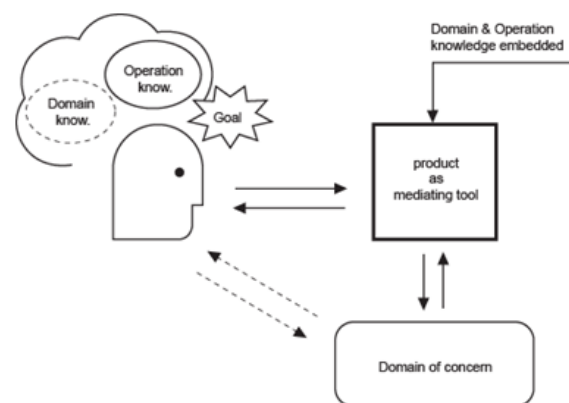 Domain & Operation
knowledge embedded
Operation
know.
Domain
know.
Goal
product
as
mediating tool
Domain of concern